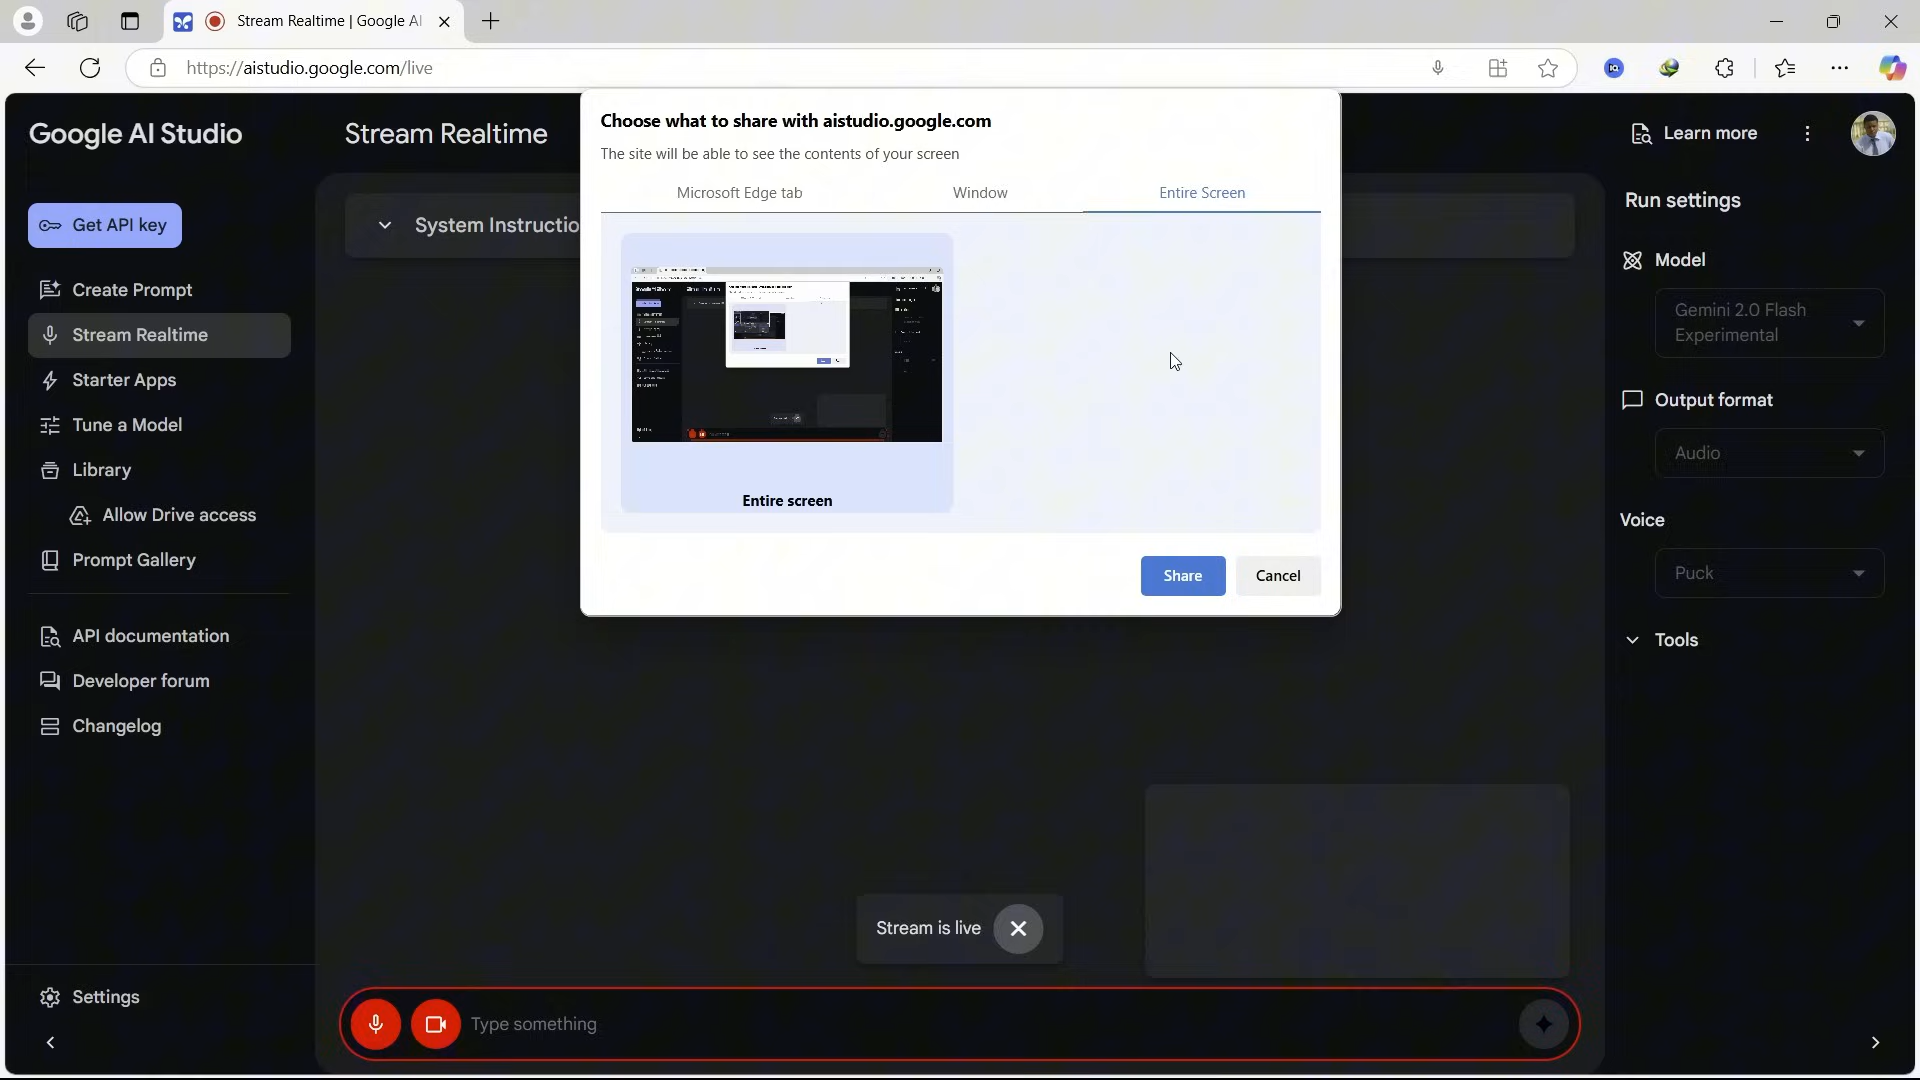 Stream Realtime | Google AI
https://aistudio.google.com/live
Google AI Studio
Stream Realtime
Learn more
Get API key
Create Prompt
Stream Realtime
Starter Apps
Tune a Model
Library
Allow Drive access
Prompt Gallery
API documentation
Developer forum
Changelog
Settings
System Instructio
Choose what to share with aistudio.google.com
The site will be able to see the contents of your screen
Microsoft Edge tab
Window
Entire Screen
Entire screen
Share
Cancel
Stream is live
Type something
Run settings
Model
Gemini 2.0 Flash
Experimental
Output format
Audio
Voice
Puck
Tools